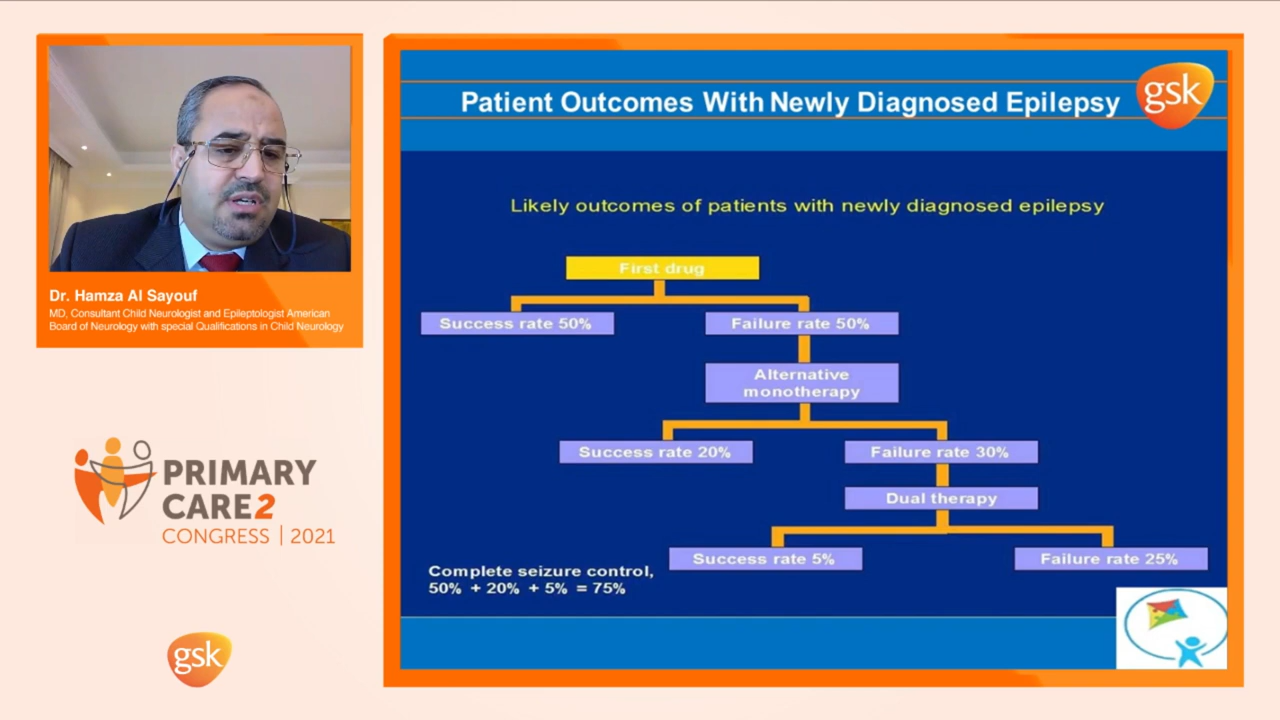 Dr. Hamza Al Sayouf
MD, Consultant Child Neurologist and Epileptologist American
Board of Neurology with special Qualifications in Child Neurology
PRIMARY
CARE2
CONGRESS | 2021
gsk
Patient Outcomes With Newly Diagnosed Epilepsy
gsk
Likely outcomes of patients with newly diagnosed epilepsy
First drug
Success rate 50%
Failure rate 50%
Alternative
monotherapy
Success rate 20%
Failure rate 30%
Dual therapy
Success rate 5%
Failure rate 25%
Complete seizure control,
50% + 20% + 5% = 75%